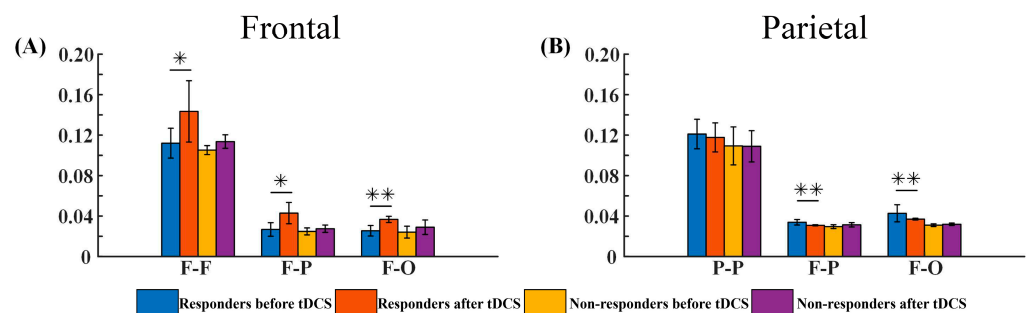 Frontal
Parietal
(A)
(B)
0.20
0.16
0.12
0.08
0.04
0
*
*
**
F-F
F-P
F-O
0.20
0.16
0.12
0.08
0.04
0
**
**
P-P
F-P
F-O
Responders before tDCS
Responders after tDCS
Non-responders before tDCS
Non-responders after tDCS